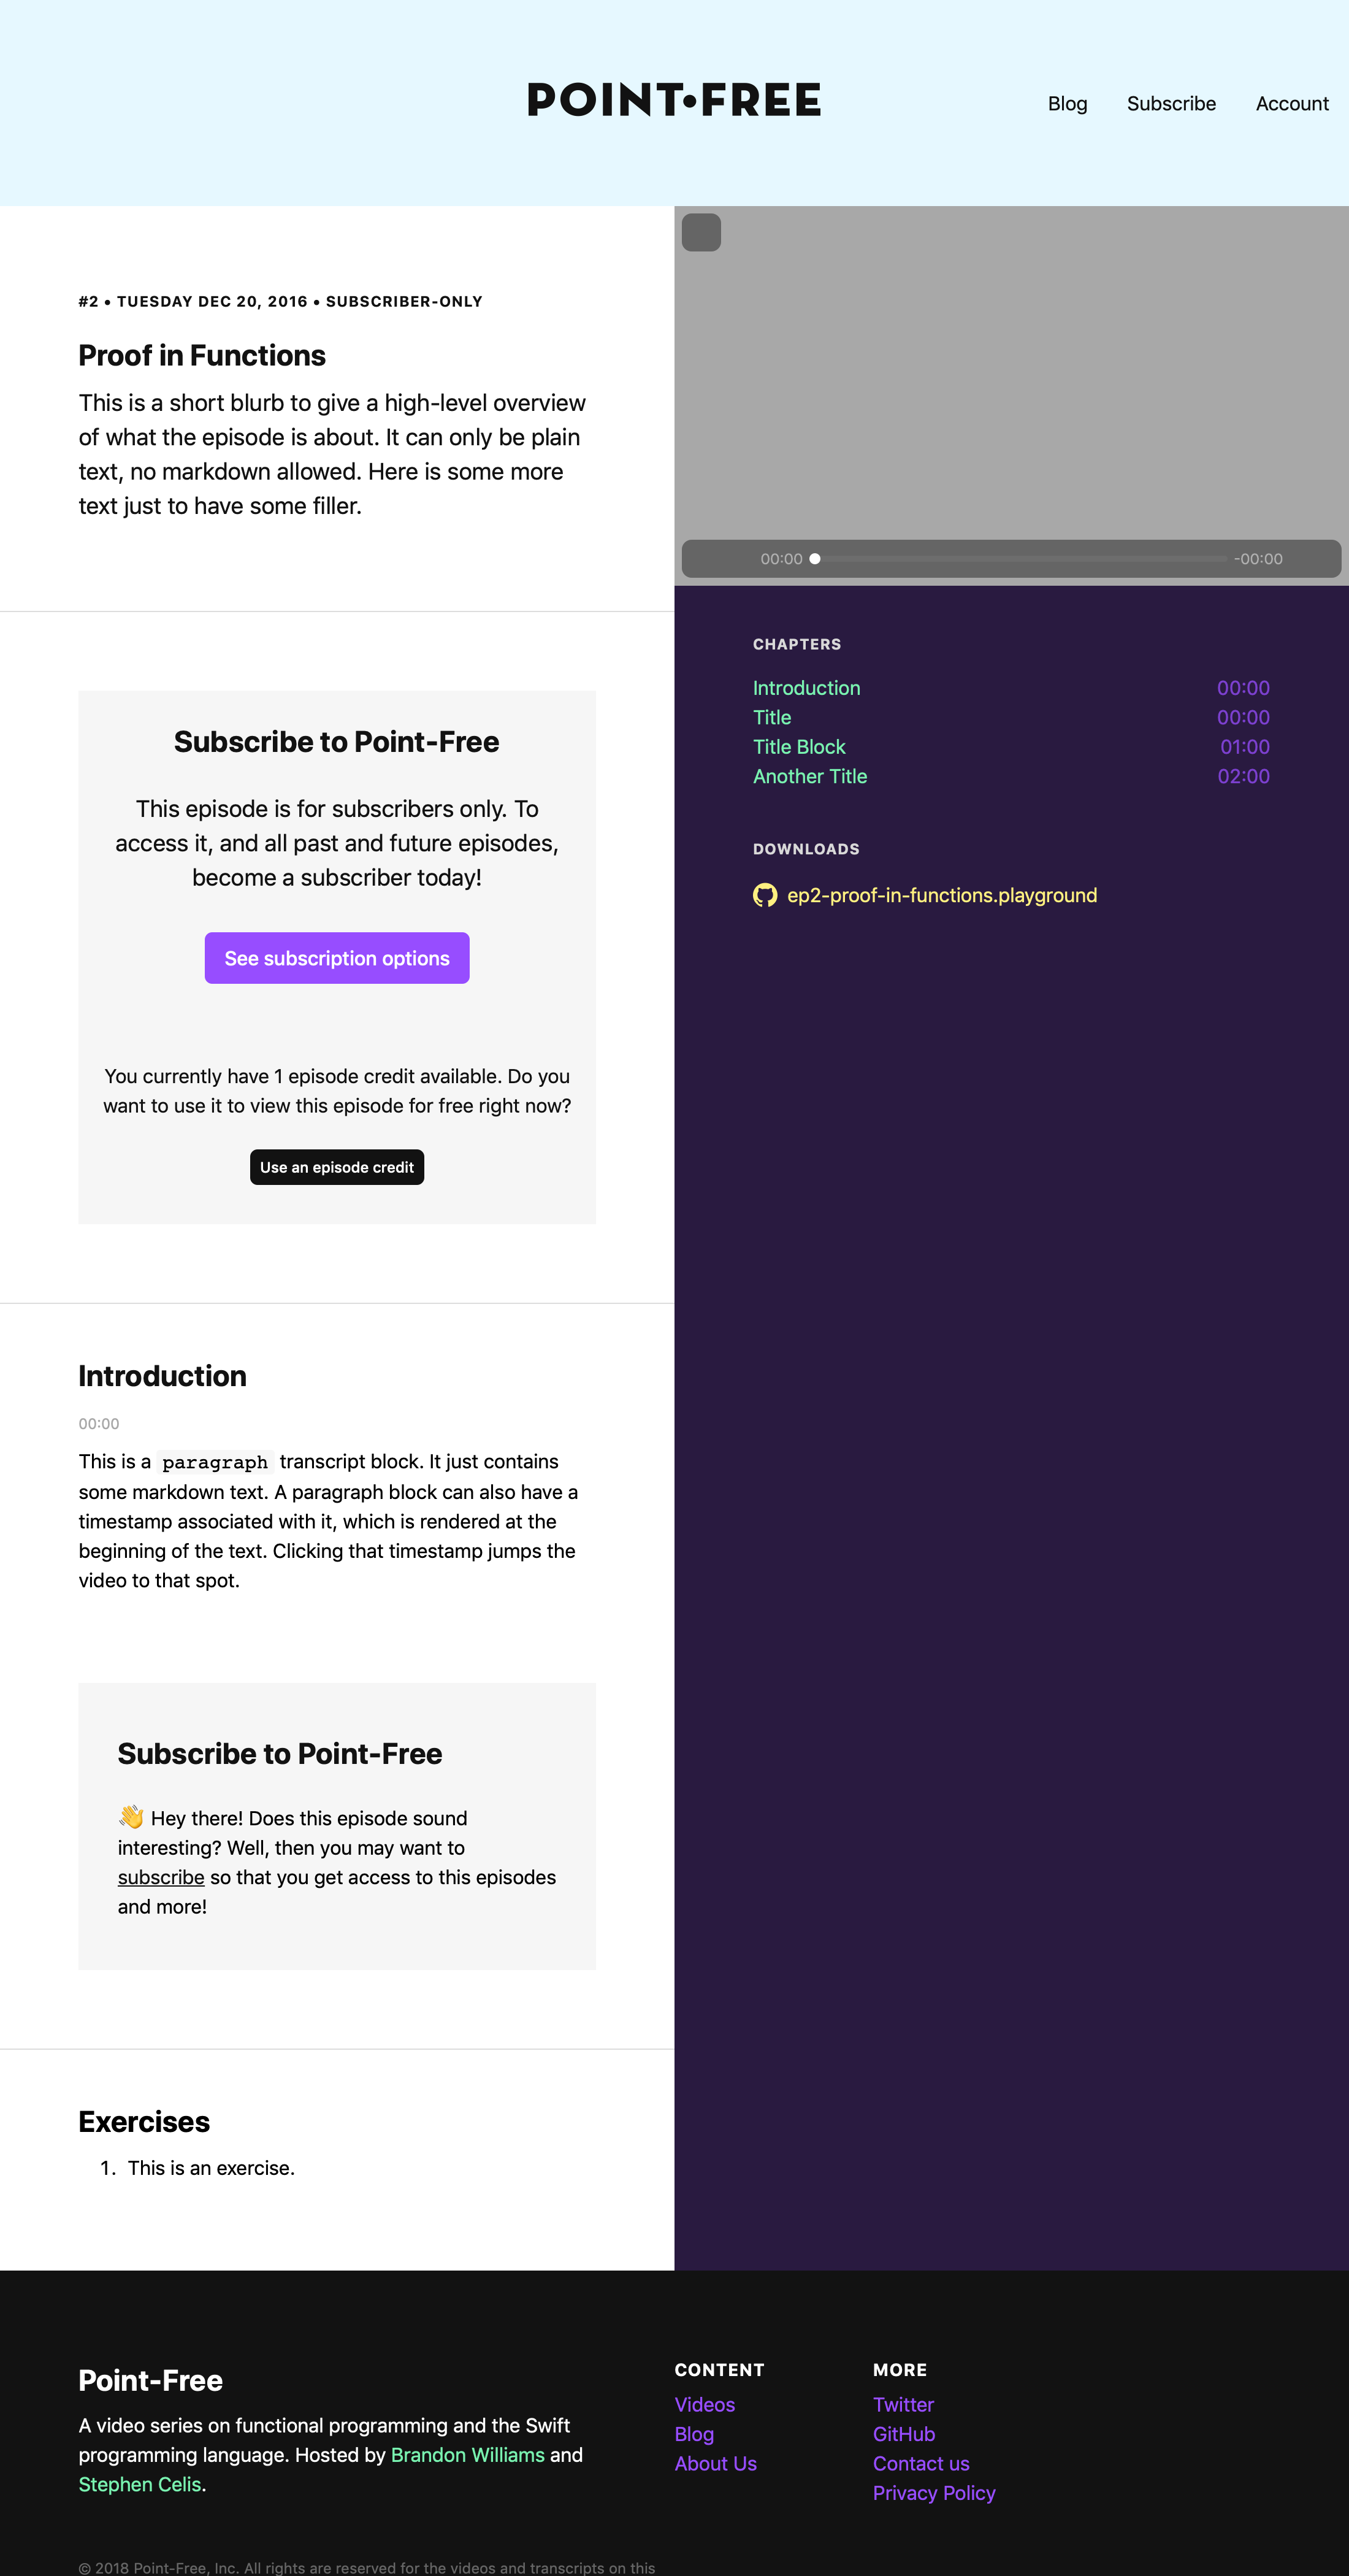 POINT•FREE
Blog Subscribe Account
#2 • TUESDAY DEC 20, 2016 • SUBSCRIBER-ONLY
Proof in Functions
This is a short blurb to give a high-level overview
of what the episode is about. It can only be plain
text, no markdown allowed. Here is some more
text just to have some filler.
Subscribe to Point-Free
This episode is for subscribers only. To
access it, and all past and future episodes,
become a subscriber today!
See subscription options
You currently have 1 episode credit available. Do you
want to use it to view this episode for free right now?
Use an episode credit
Introduction
00:00
This is a paragraph transcript block. It just contains
some markdown text. A paragraph block can also have a
timestamp associated with it, which is rendered at the
beginning of the text. Clicking that timestamp jumps the
video to that spot.
Subscribe to Point-Free
👋 Hey there! Does this episode sound
interesting? Well, then you may want to
subscribe so that you get access to this episodes
and more!
Exercises
1. This is an exercise.
00:00 -00:00
CHAPTERS
Introduction 00:00
Title 00:00
Title Block 01:00
Another Title 02:00
DOWNLOADS
ep2-proof-in-functions.playground
Point-Free
A video series on functional programming and the Swift
programming language. Hosted by Brandon Williams and
Stephen Celis.
CONTENT
Videos
Blog
About Us
MORE
Twitter
GitHub
Contact us
Privacy Policy
© 2018 Point-Free, Inc. All rights are reserved for the videos and transcripts on this